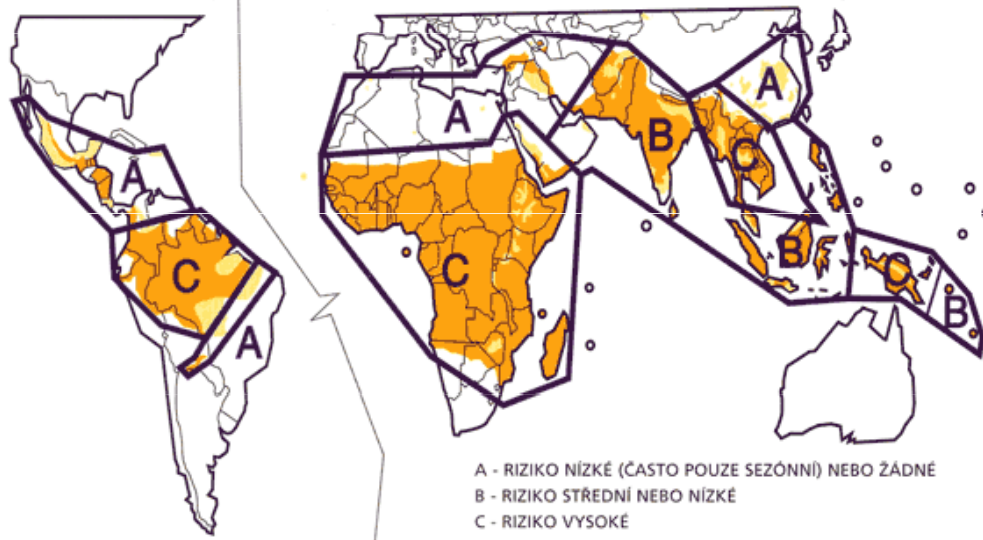 A
A
B
C
A
C
C
B
C
B
A
A - RIZIKO NÍZKÉ (ČASTO POUZE SEZÓNNÍ) NEBO ŽÁDNÉ
B - RIZIKO STŘEDNÍ NEBO NÍZKÉ
C - RIZIKO VYSOKÉ